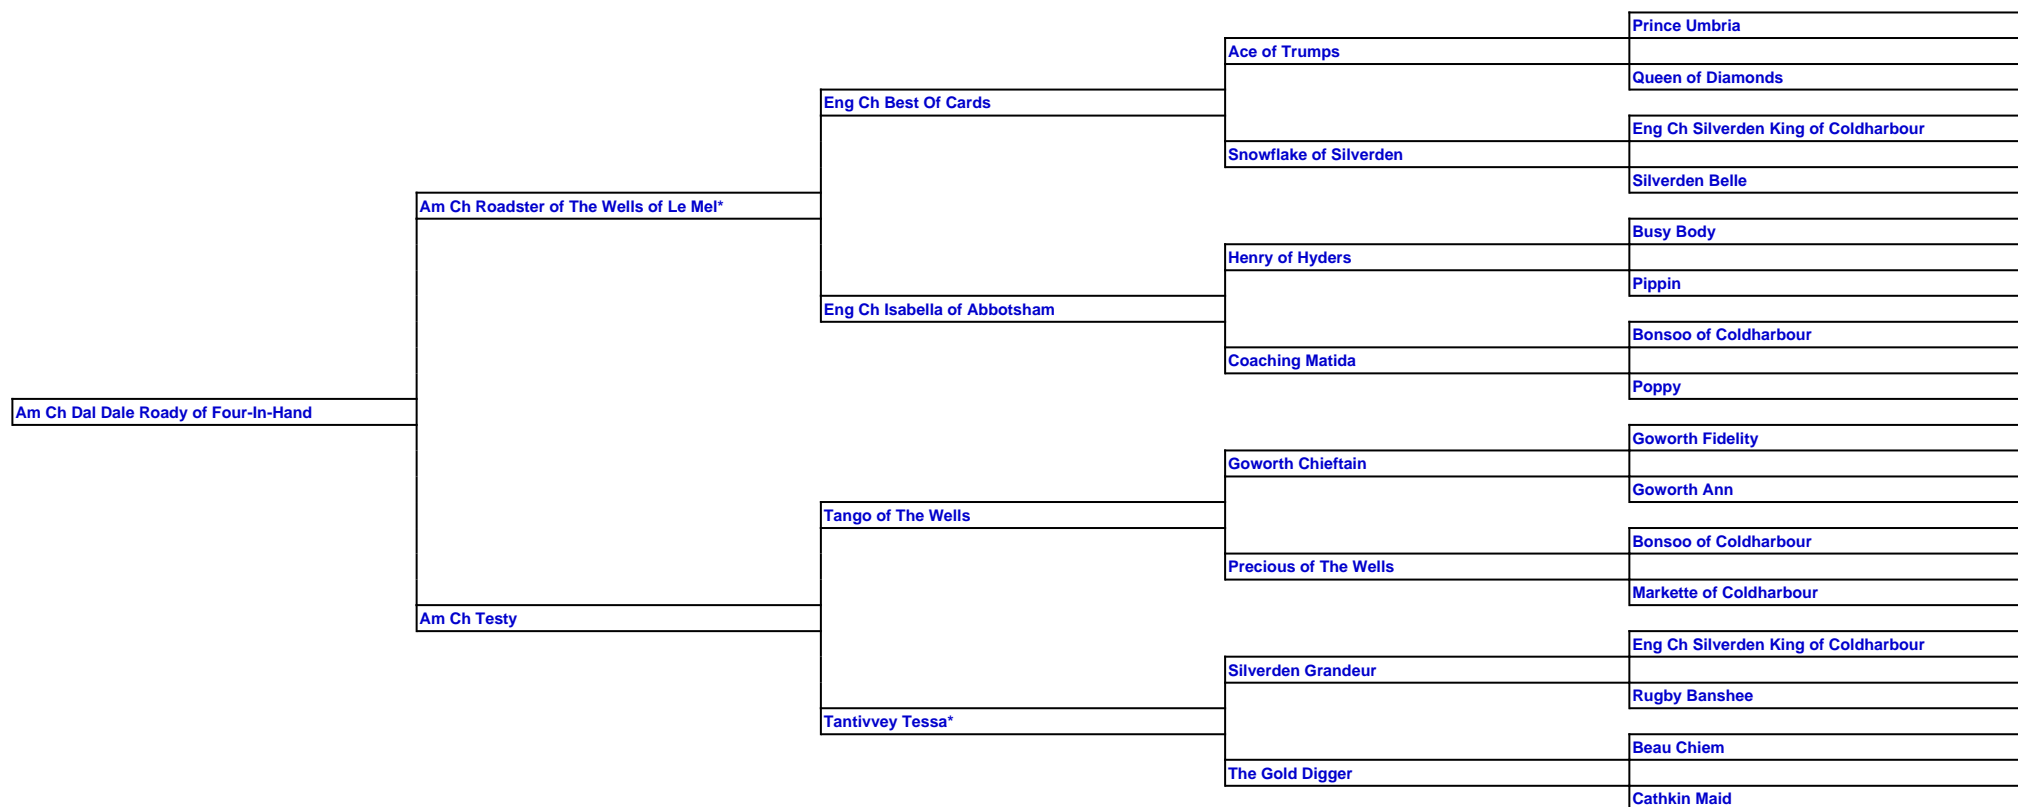 Prince Umbria
Ace of Trumps
Queen of Diamonds
Eng Ch Best Of Cards
Eng Ch Silverden King of Coldharbour
Snowflake of Silverden
Silverden Belle
Am Ch Roadster of The Wells of Le Mel*
Busy Body
Henry of Hyders
Pippin
Eng Ch Isabella of Abbotsham
Bonsoo of Coldharbour
Coaching Matida
Poppy
Am Ch Dal Dale Roady of Four-In-Hand
Goworth Fidelity
Goworth Chieftain
Goworth Ann
Tango of The Wells
Bonsoo of Coldharbour
Precious of The Wells
Markette of Coldharbour
Am Ch Testy
Eng Ch Silverden King of Coldharbour
Silverden Grandeur
Rugby Banshee
Tantivvey Tessa*
Beau Chiem
The Gold Digger
Cathkin Maid